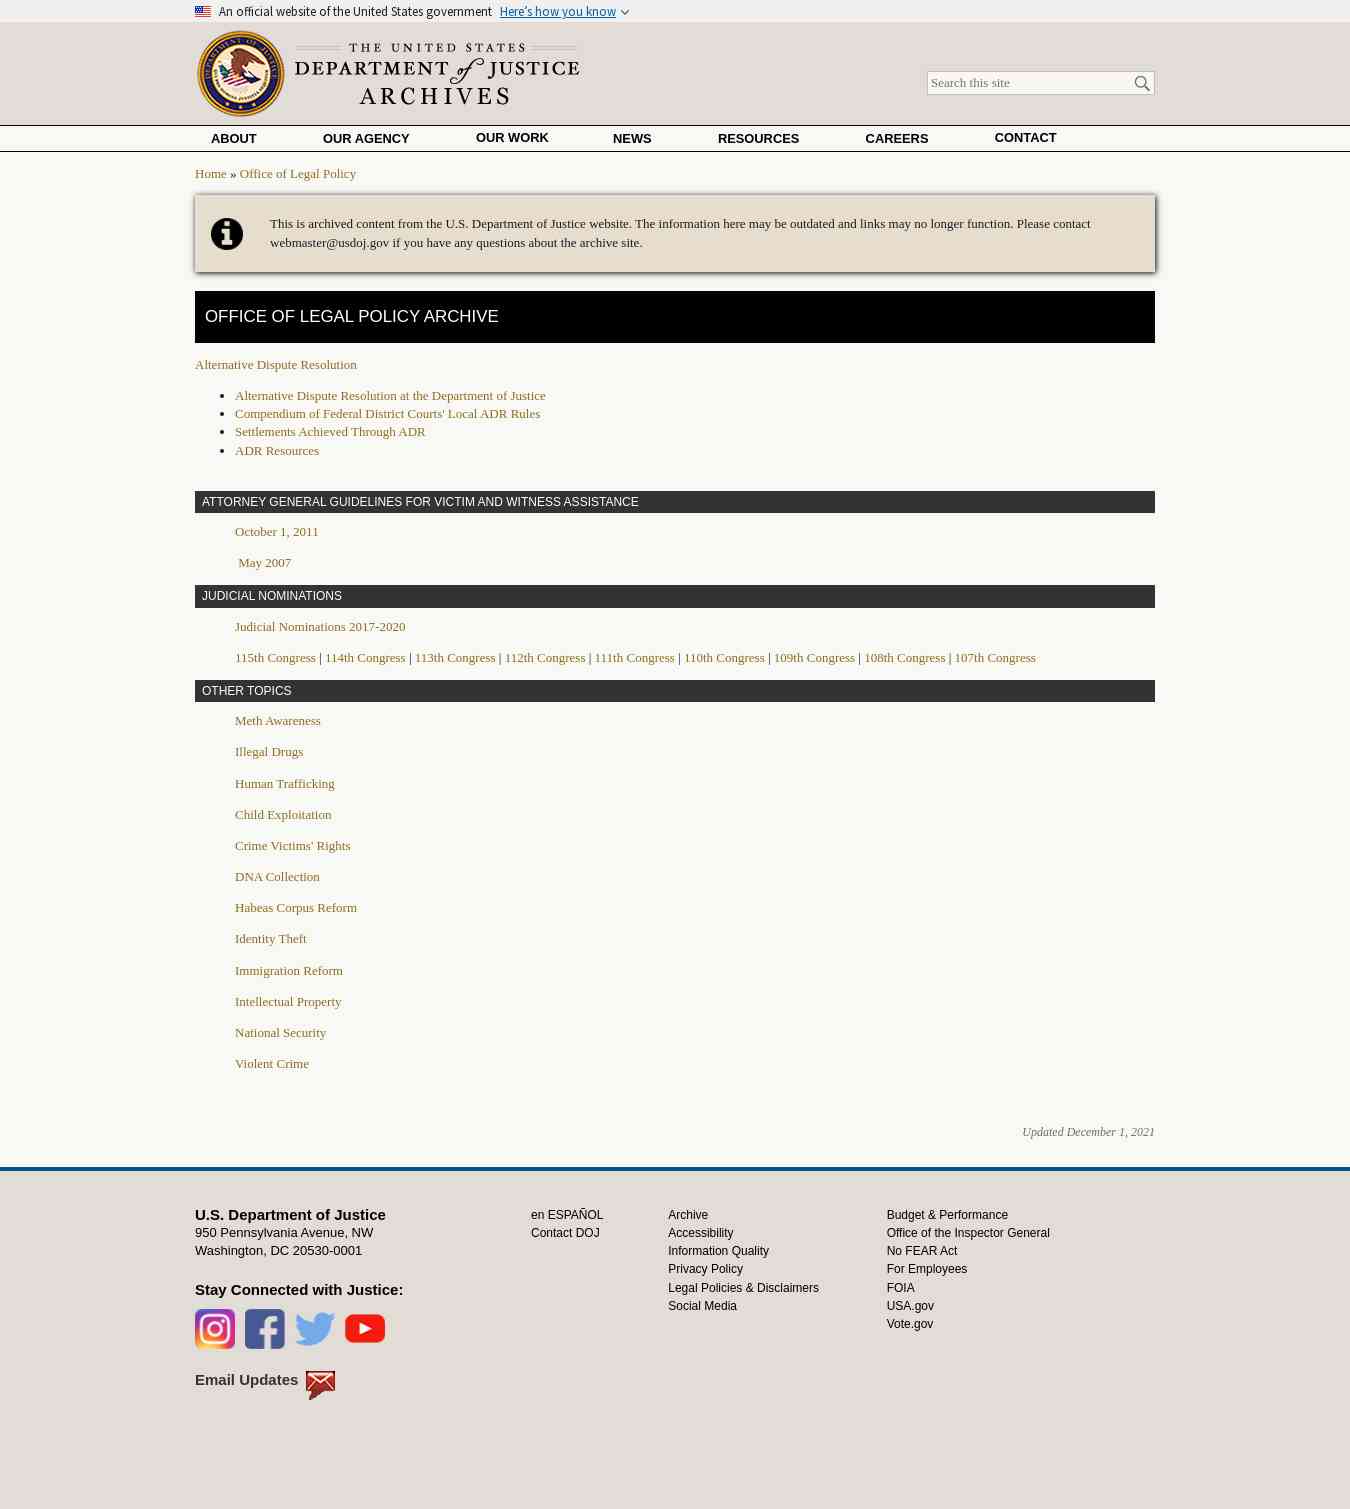 An official website of the United States government Here's how you know
THE UNITED STATES
DEPARTMENT of JUSTICE
ARCHIVES
Search this site
ABOUT OUR AGENCY OUR WORK NEWS RESOURCES CAREERS CONTACT
Home » Office of Legal Policy
This is archived content from the U.S. Department of Justice website. The information here may be outdated and links may no longer function. Please contact
webmaster@usdoj.gov if you have any questions about the archive site.
OFFICE OF LEGAL POLICY ARCHIVE
Alternative Dispute Resolution
• Alternative Dispute Resolution at the Department of Justice
• Compendium of Federal District Courts' Local ADR Rules
• Settlements Achieved Through ADR
• ADR Resources
ATTORNEY GENERAL GUIDELINES FOR VICTIM AND WITNESS ASSISTANCE
October 1, 2011
May 2007
JUDICIAL NOMINATIONS
Judicial Nominations 2017-2020
115th Congress | 114th Congress | 113th Congress | 112th Congress | 111th Congress | 110th Congress | 109th Congress | 108th Congress | 107th Congress
OTHER TOPICS
Meth Awareness
Illegal Drugs
Human Trafficking
Child Exploitation
Crime Victims' Rights
DNA Collection
Habeas Corpus Reform
Identity Theft
Immigration Reform
Intellectual Property
National Security
Violent Crime
Updated December 1, 2021
U.S. Department of Justice
950 Pennsylvania Avenue, NW
Washington, DC 20530-0001
Stay Connected with Justice:
Email Updates
en ESPAÑOL
Contact DOJ
Archive
Accessibility
Information Quality
Privacy Policy
Legal Policies & Disclaimers
Social Media
Budget & Performance
Office of the Inspector General
No FEAR Act
For Employees
FOIA
USA.gov
Vote.gov